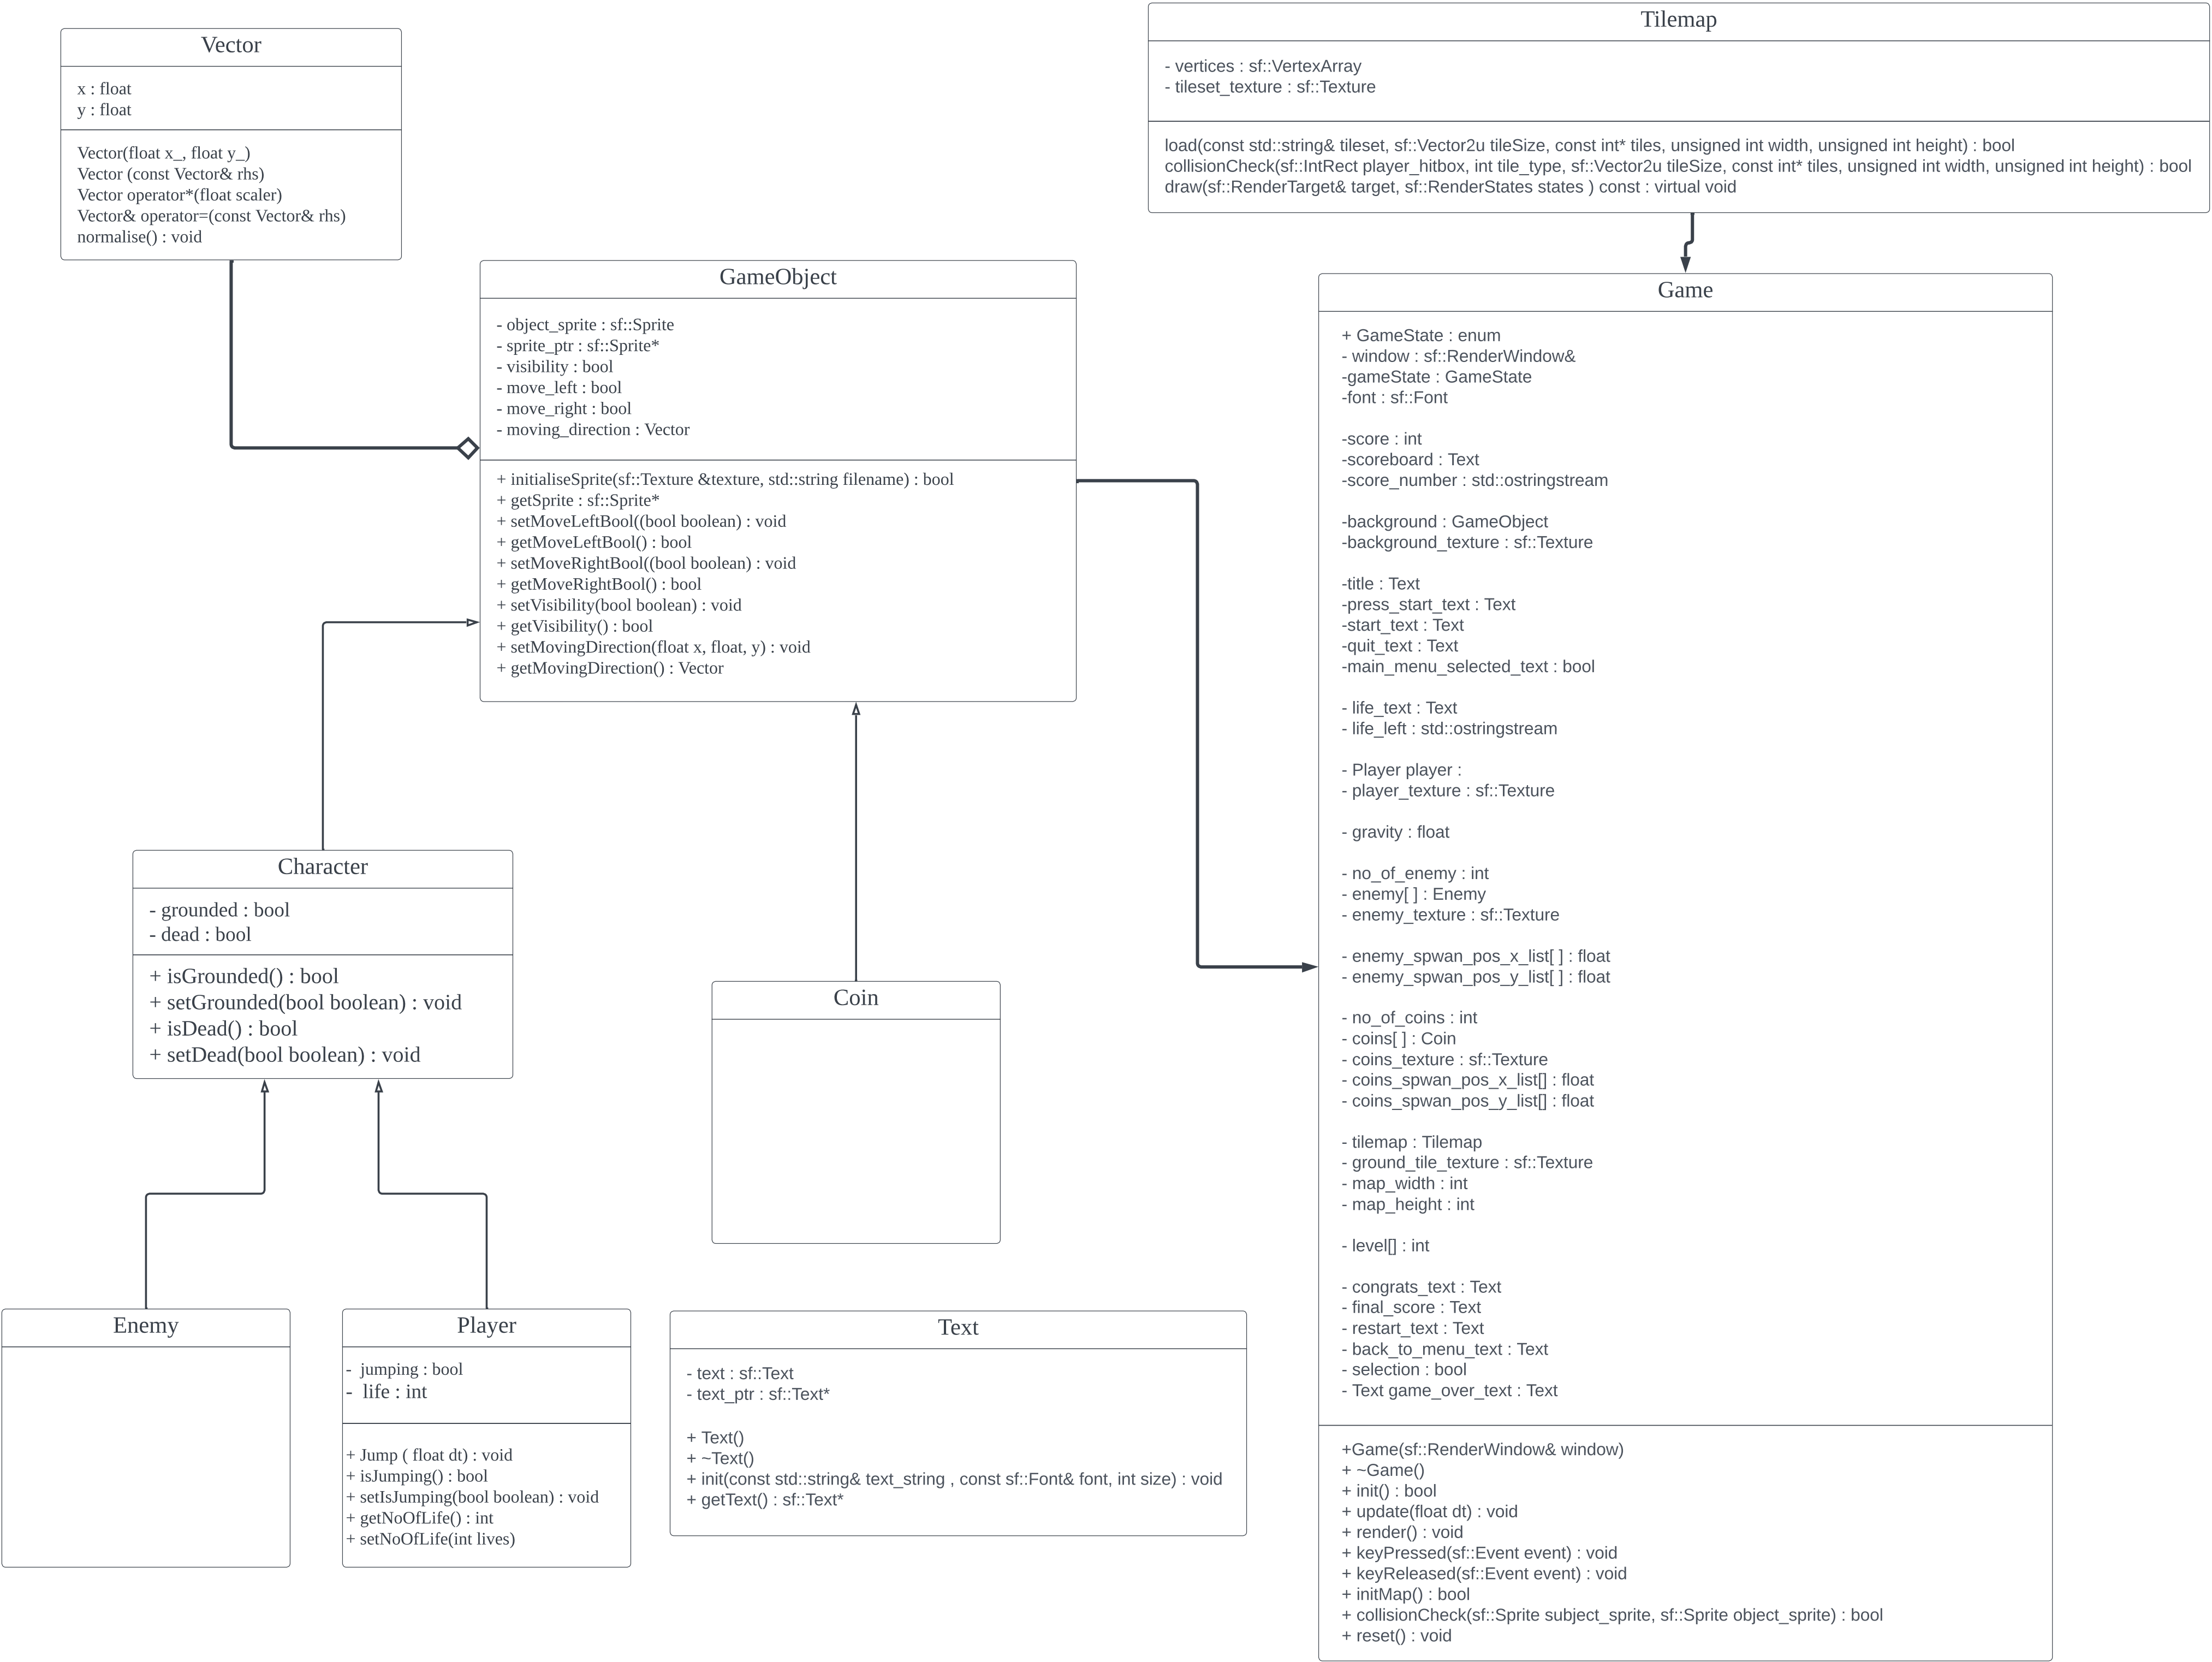 Vector
x : float
y : float
Vector(float x_, float y_)
Vector (const Vector& rhs)
Vector operator*(float scaler)
Vector& operator=(const Vector& rhs)
normalise() : void
Tilemap
- vertices : sf::VertexArray
- tileset_texture : sf::Texture
load(const std::string& tileset, sf::Vector2u tileSize, const int* tiles, unsigned int width, unsigned int height) : bool
collisionCheck(sf::IntRect player_hitbox, int tile_type, sf::Vector2u tileSize, const int* tiles, unsigned int width, unsigned int height) : bool
draw(sf::RenderTarget& target, sf::RenderStates states ) const : virtual void
GameObject
- object_sprite : sf::Sprite
- sprite_ptr : sf::Sprite*
- visibility : bool
- move_left : bool
- move_right : bool
- moving_direction : Vector
+ initialiseSprite(sf::Texture &texture, std::string filename) : bool
+ getSprite : sf::Sprite*
+ setMoveLeftBool((bool boolean) : void
+ getMoveLeftBool() : bool
+ setMoveRightBool((bool boolean) : void
+ getMoveRightBool() : bool
+ setVisibility(bool boolean) : void
+ getVisibility() : bool
+ setMovingDirection(float x, float, y) : void
+ getMovingDirection() : Vector
Game
+ GameState : enum
- window : sf::RenderWindow&
-gameState : GameState
-font : sf::Font
-score : int
-scoreboard : Text
-score_number : std::ostringstream
-background : GameObject
-background_texture : sf::Texture
-title : Text
-press_start_text : Text
-start_text : Text
-quit_text : Text
-main_menu_selected_text : bool
- life_text : Text
- life_left : std::ostringstream
- Player player :
- player_texture : sf::Texture
- gravity : float
- no_of_enemy : int
- enemy[ ] : Enemy
- enemy_texture : sf::Texture
- enemy_spwan_pos_x_list[ ] : float
- enemy_spwan_pos_y_list[ ] : float
- no_of_coins : int
- coins[ ] : Coin
- coins_texture : sf::Texture
- coins_spwan_pos_x_list[] : float
- coins_spwan_pos_y_list[] : float
- tilemap : Tilemap
- ground_tile_texture : sf::Texture
- map_width : int
- map_height : int
- level[] : int
- congrats_text : Text
- final_score : Text
- restart_text : Text
- back_to_menu_text : Text
- selection : bool
- Text game_over_text : Text
+Game(sf::RenderWindow& window)
+ ~Game()
+ init() : bool
+ update(float dt) : void
+ render() : void
+ keyPressed(sf::Event event) : void
+ keyReleased(sf::Event event) : void
+ initMap() : bool
+ collisionCheck(sf::Sprite subject_sprite, sf::Sprite object_sprite) : bool
+ reset() : void
Character
- grounded : bool
- dead : bool
+ isGrounded() : bool
+ setGrounded(bool boolean) : void
+ isDead() : bool
+ setDead(bool boolean) : void
Coin
Enemy
Player
- jumping : bool
- life : int
+ Jump ( float dt) : void
+ isJumping() : bool
+ setIsJumping(bool boolean) : void
+ getNoOfLife() : int
+ setNoOfLife(int lives)
Text
- text : sf::Text
- text_ptr : sf::Text*
+ Text()
+ ~Text()
+ init(const std::string& text_string , const sf::Font& font, int size) : void
+ getText() : sf::Text*